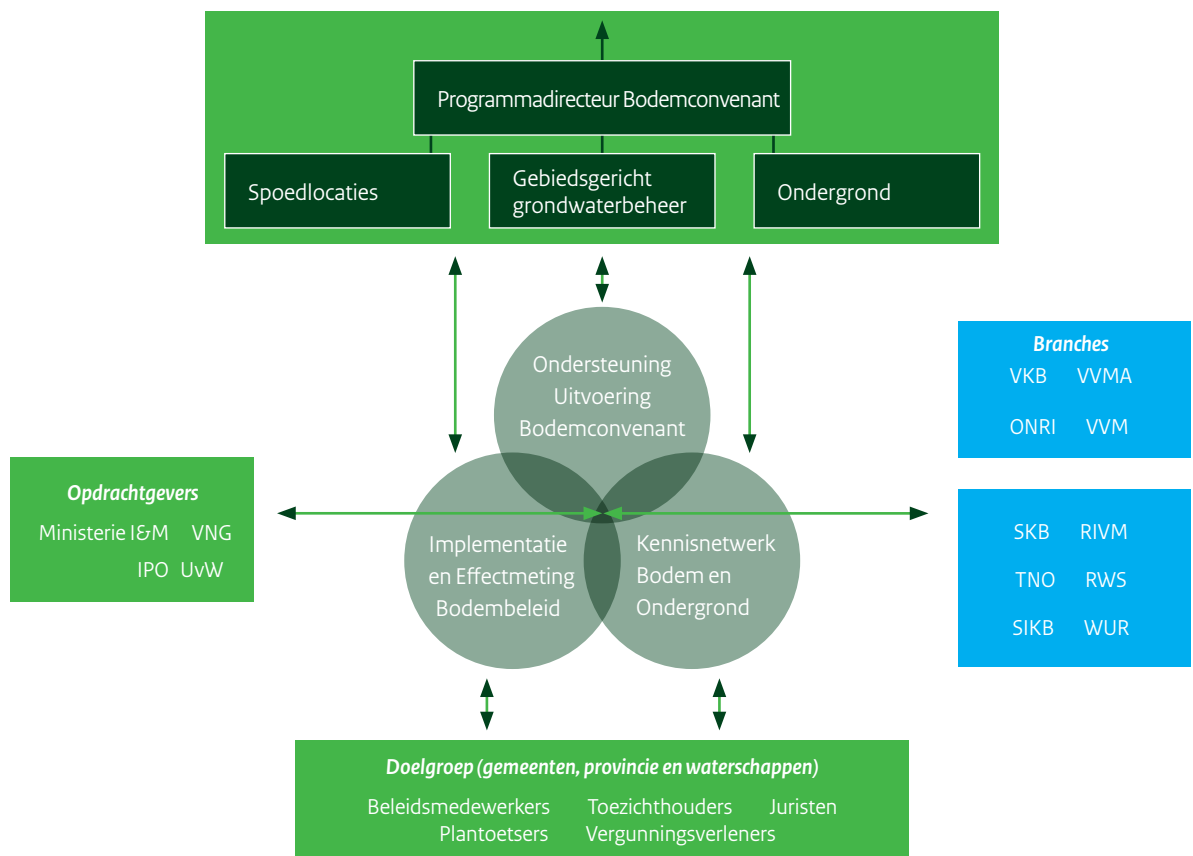 Programmadirecteur Bodemconvenant
Spoedlocaties
Gebiedsgericht
grondwaterbeheer
Ondergrond
Ondersteuning
Uitvoering
Bodemconvenant
Branches
VKB VVMA
ONRI VVM
Opdrachtgevers
Ministerie I&M VNG
IPO UvW
Implementatie
en Effectmeting
Bodembeleid
Kennisnetwerk
Bodem en
Ondergrond
SKB RIVM
TNO RWS
SIKB WUR
Doelgroep (gemeenten, provincie en waterschappen)
Beleidsmedewerkers Toezichthouders Juristen
Plantoetsers Vergunningsverleners